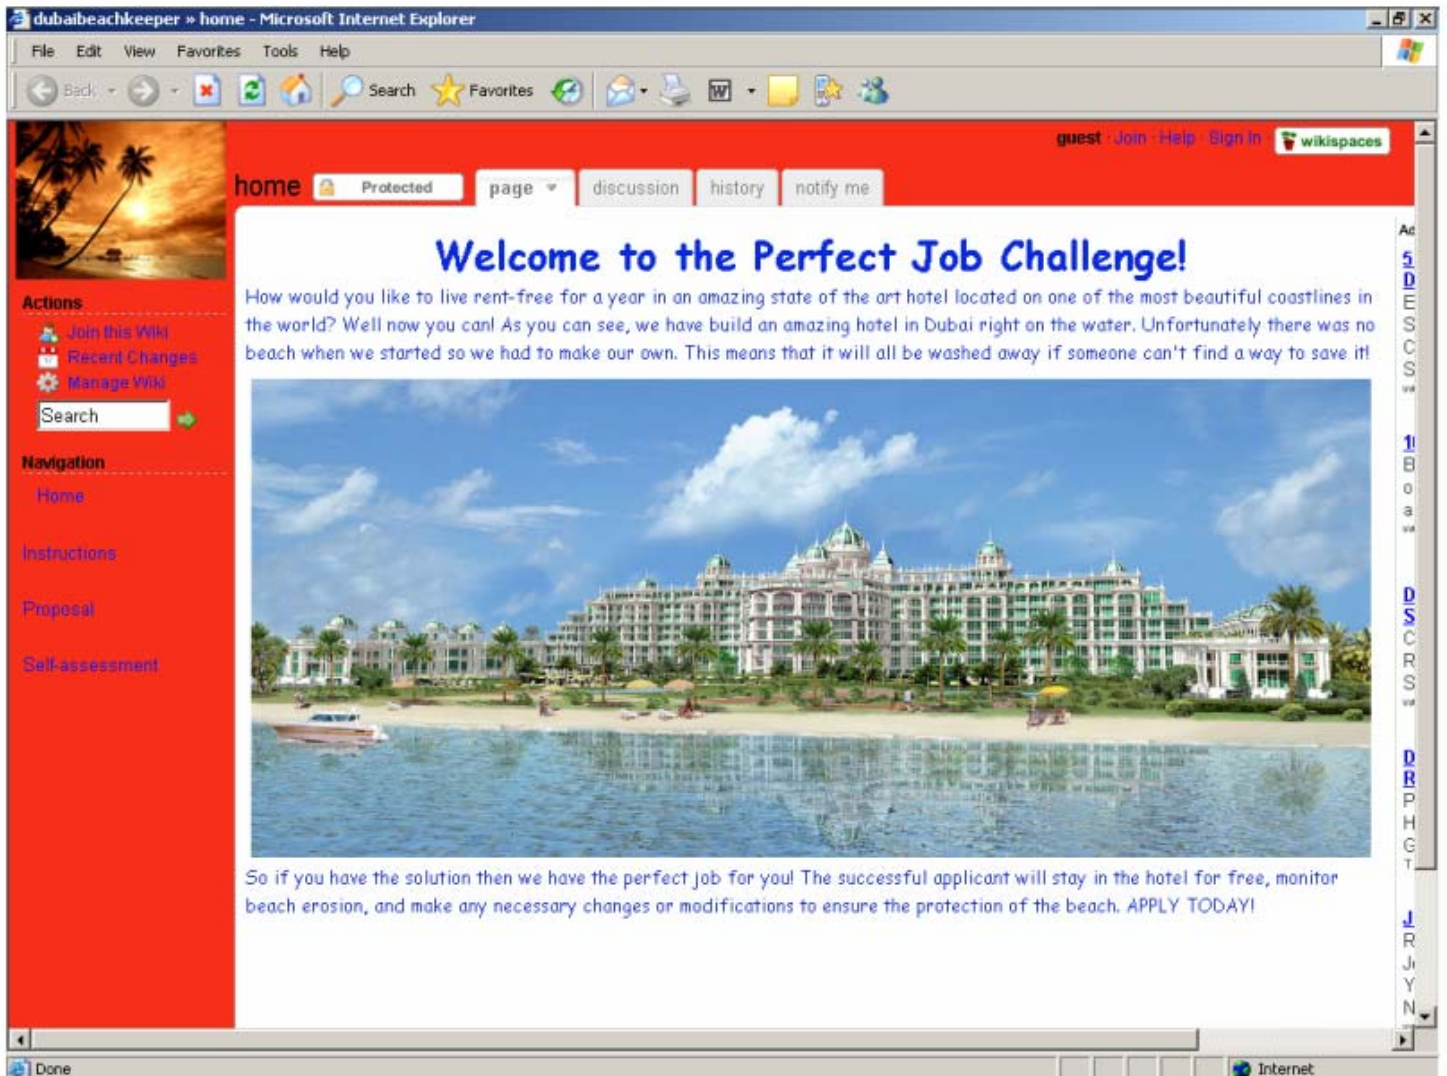 dubaibeachkeeper » home - Microsoft Internet Explorer
File Edit View Favorites Tools Help
Back Search Favorites
guest · Join · Help · Sign In · wikispaces
home Protected page discussion history notify me
Actions
Join this Wiki
Recent Changes
Manage Wiki
Search
Navigation
Home
Instructions
Proposal
Self-assessment
Welcome to the Perfect Job Challenge!
How would you like to live rent-free for a year in an amazing state of the art hotel located on one of the most beautiful coastlines in
the world? Well now you can! As you can see, we have build an amazing hotel in Dubai right on the water. Unfortunately there was no
beach when we started so we had to make our own. This means that it will all be washed away if someone can't find a way to save it!
So if you have the solution then we have the perfect job for you! The successful applicant will stay in the hotel for free, monitor
beach erosion, and make any necessary changes or modifications to ensure the protection of the beach. APPLY TODAY!
Done Internet